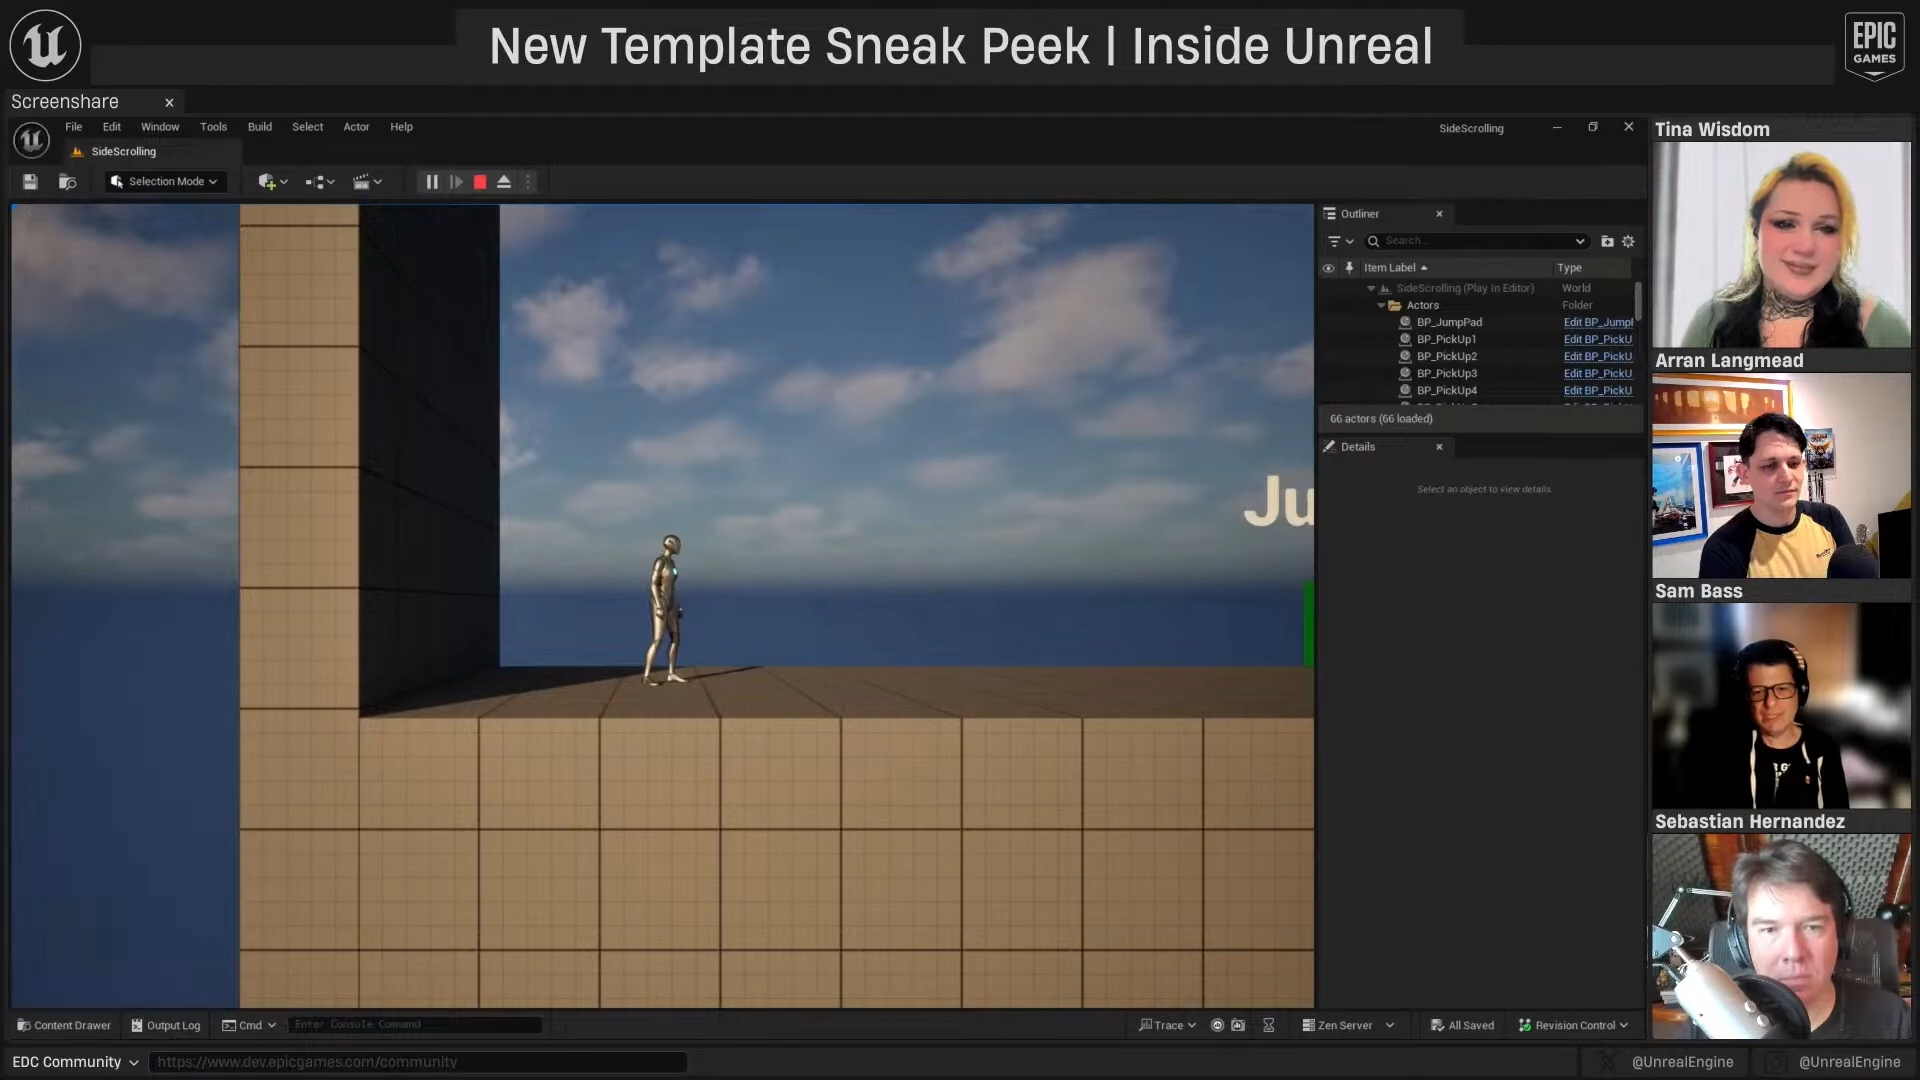 New Template Sneak Peek | Inside Unreal
EPIC
GAMES
Screenshare
File Edit Window Tools Build Select Actor Help
SideScrolling
SideScrolling
Selection Mode
Outliner
Search...
Item Label Type
SideScrolling (Play In Editor) World
Actors Folder
BP_JumpPad Edit BP_Jump
BP_PickUp1 Edit BP_PickU
BP_PickUp2 Edit BP_PickU
BP_PickUp3 Edit BP_PickU
BP_PickUp4 Edit BP_PickU
66 actors (66 loaded)
Details
Select an object to view details.
Ju
Tina Wisdom
Arran Langmead
Sam Bass
Sebastian Hernandez
Content Drawer Output Log Cmd Enter Console Command Trace Zen Server All Saved Revision Control
EDC Community https://www.dev.epicgames.com/community @UnrealEngine @UnrealEngine